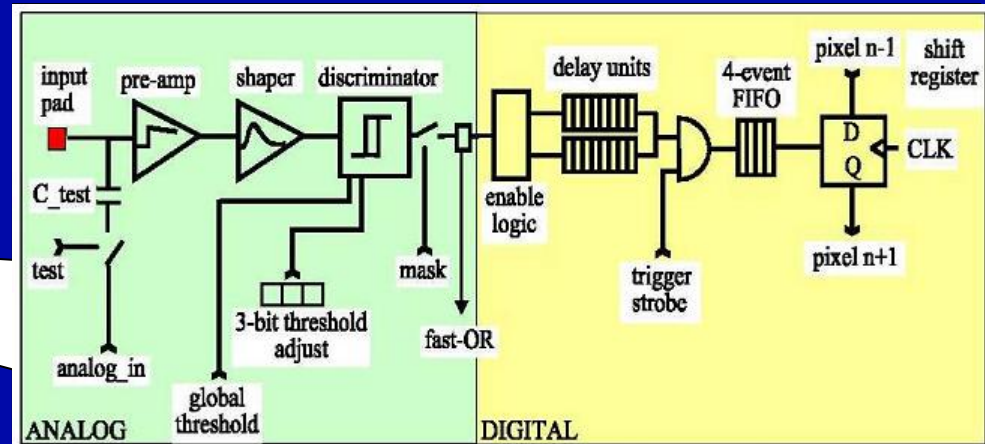 input
pad
pre-amp
shaper
discriminator
delay units
4-event
FIFO
pixel n-1
shift
register
D
Q
CLK
C_test
test
analog_in
enable
logic
mask
trigger
strobe
pixel n+1
3-bit threshold
adjust
fast-OR
global
threshold
ANALOG
DIGITAL